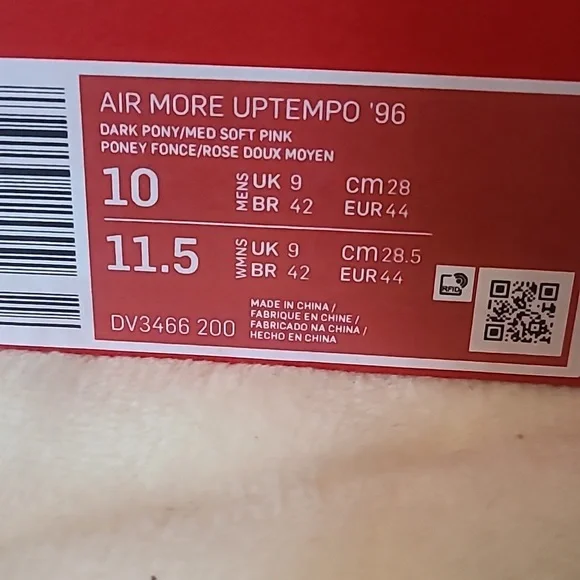 AIR MORE UPTEMPO '96
DARK PONY/MED SOFT PINK
PONEY FONCE/ROSE DOUX MOYEN
10 MENS UK 9 cm 28
BR 42 EUR 44
11.5 WMNS UK 9 cm 28.5
BR 42 EUR 44
RFID
DV3466 200
MADE IN CHINA /
FABRIQUE EN CHINE /
FABRICADO NA CHINA /
HECHO EN CHINA